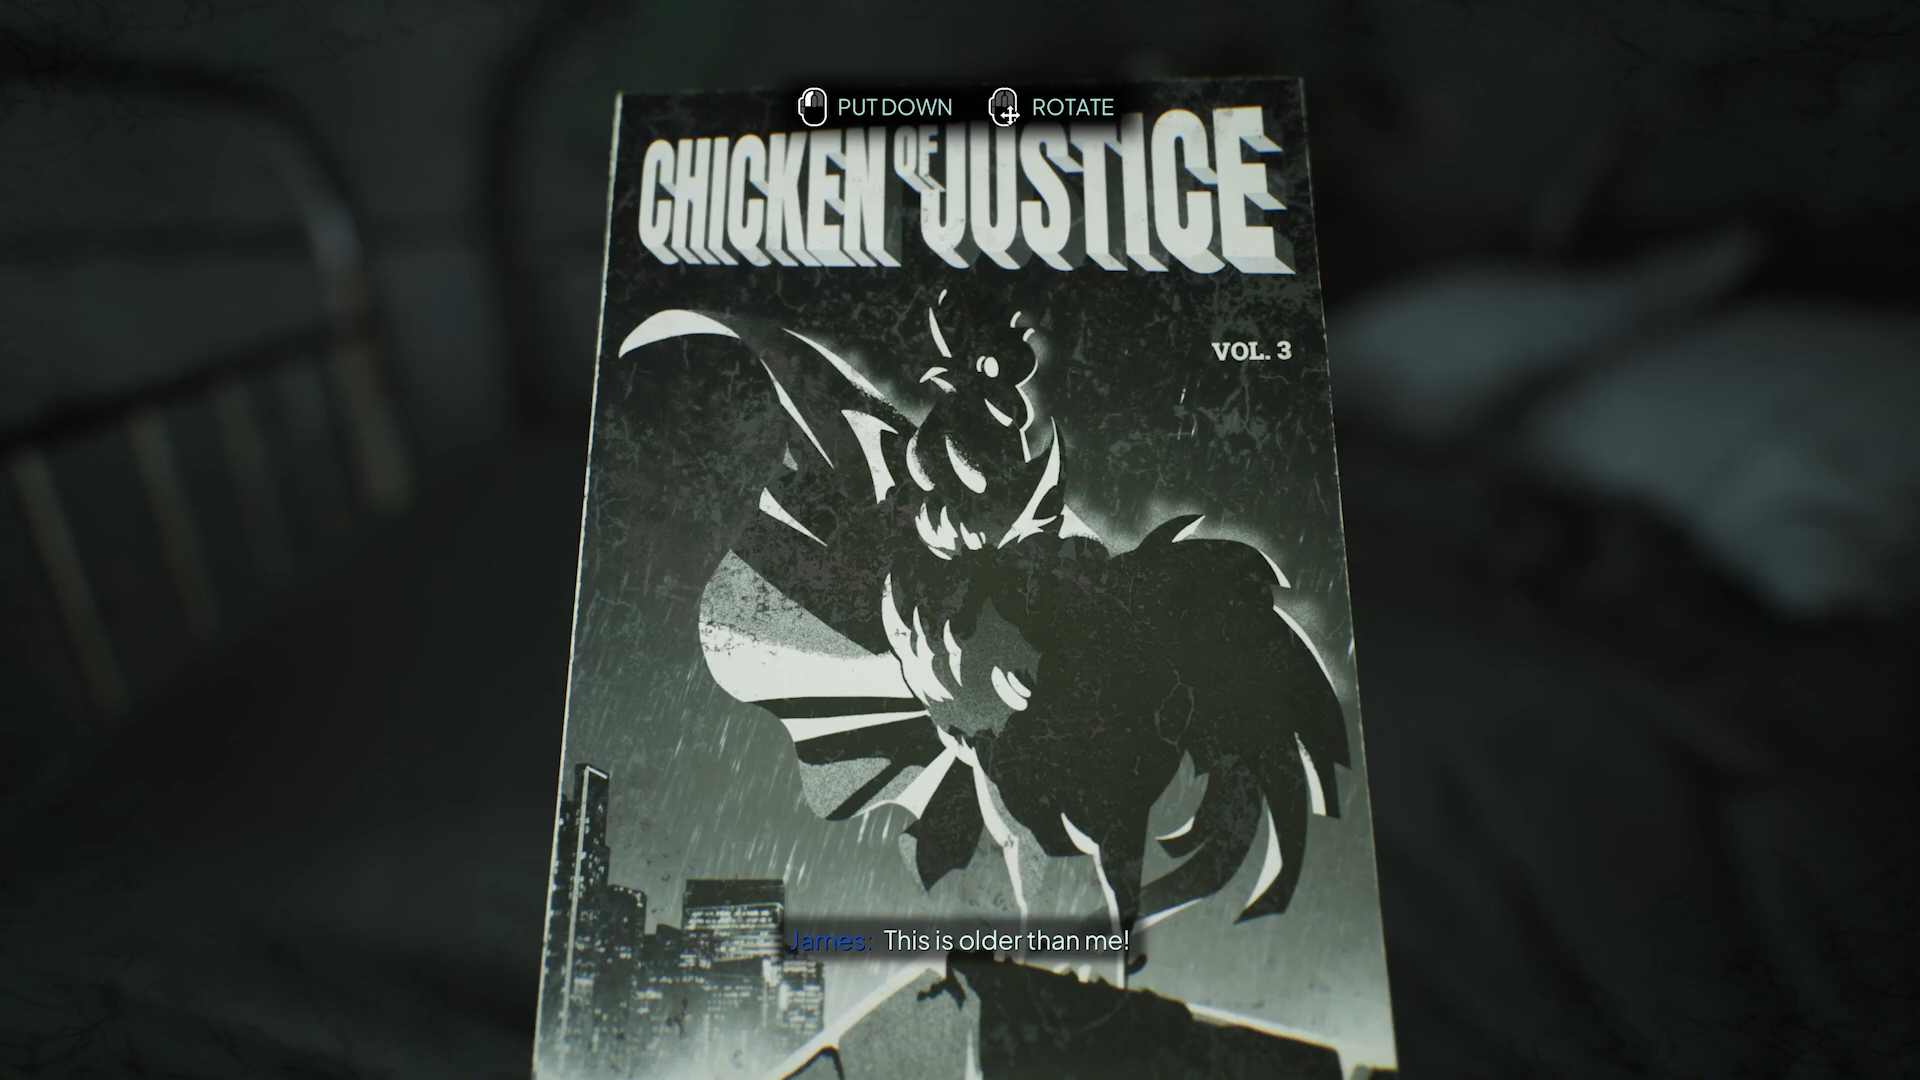 PUT DOWN ROTATE
CHICKEN OF JUSTICE
VOL. 3
James: This is older than me!